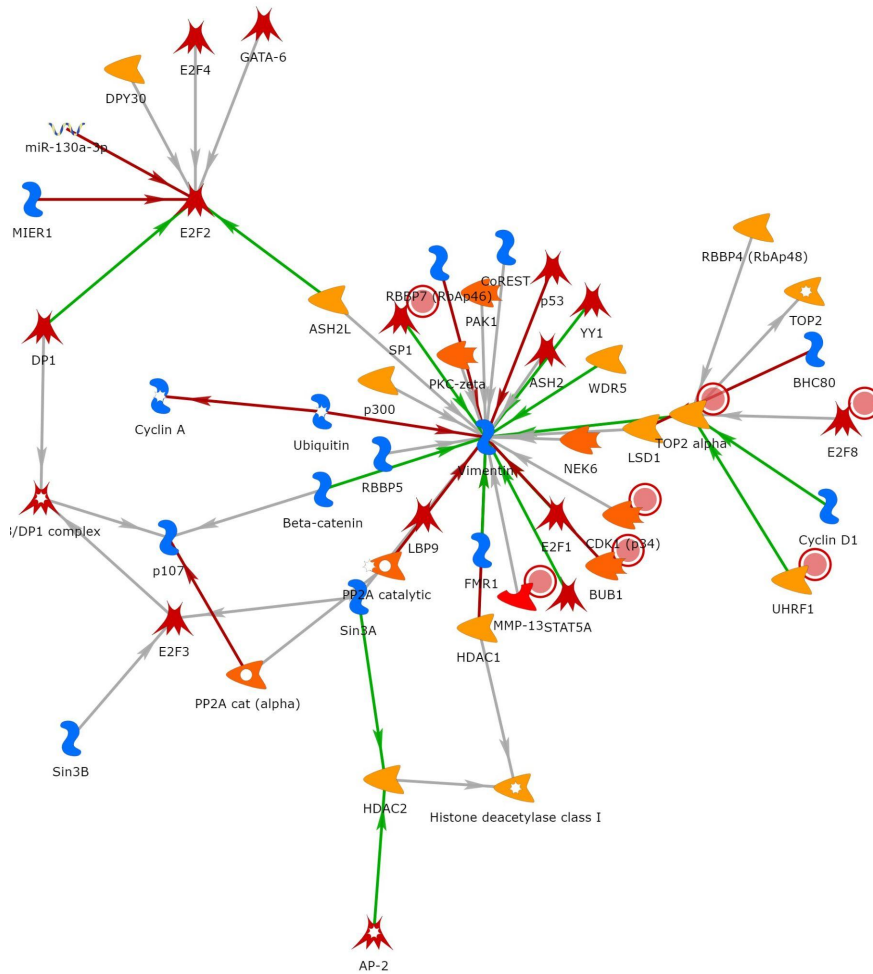 E2F4
GATA-6
DPY30
miR-130a-3p
MIER1
E2F2
RBBP4 (RbAp48)
CoREST
RBBP7 (RbAp46)
p53
TOP2
PAK1
ASH2L
YY1
SP1
DP1
BHC80
PKC-zeta
ASH2
WDR5
p300
Cyclin A
Ubiquitin
TOP2 alpha
E2F8
Vimentin
NEK6
LSD1
RBBP5
Beta-catenin
3/DP1 complex
Cyclin D1
E2F1
CDK1 (p34)
LBP9
p107
FMR1
BUB1
UHRF1
PP2A catalytic
MMP-13
STAT5A
Sin3A
E2F3
HDAC1
PP2A cat (alpha)
Sin3B
HDAC2
Histone deacetylase class I
AP-2